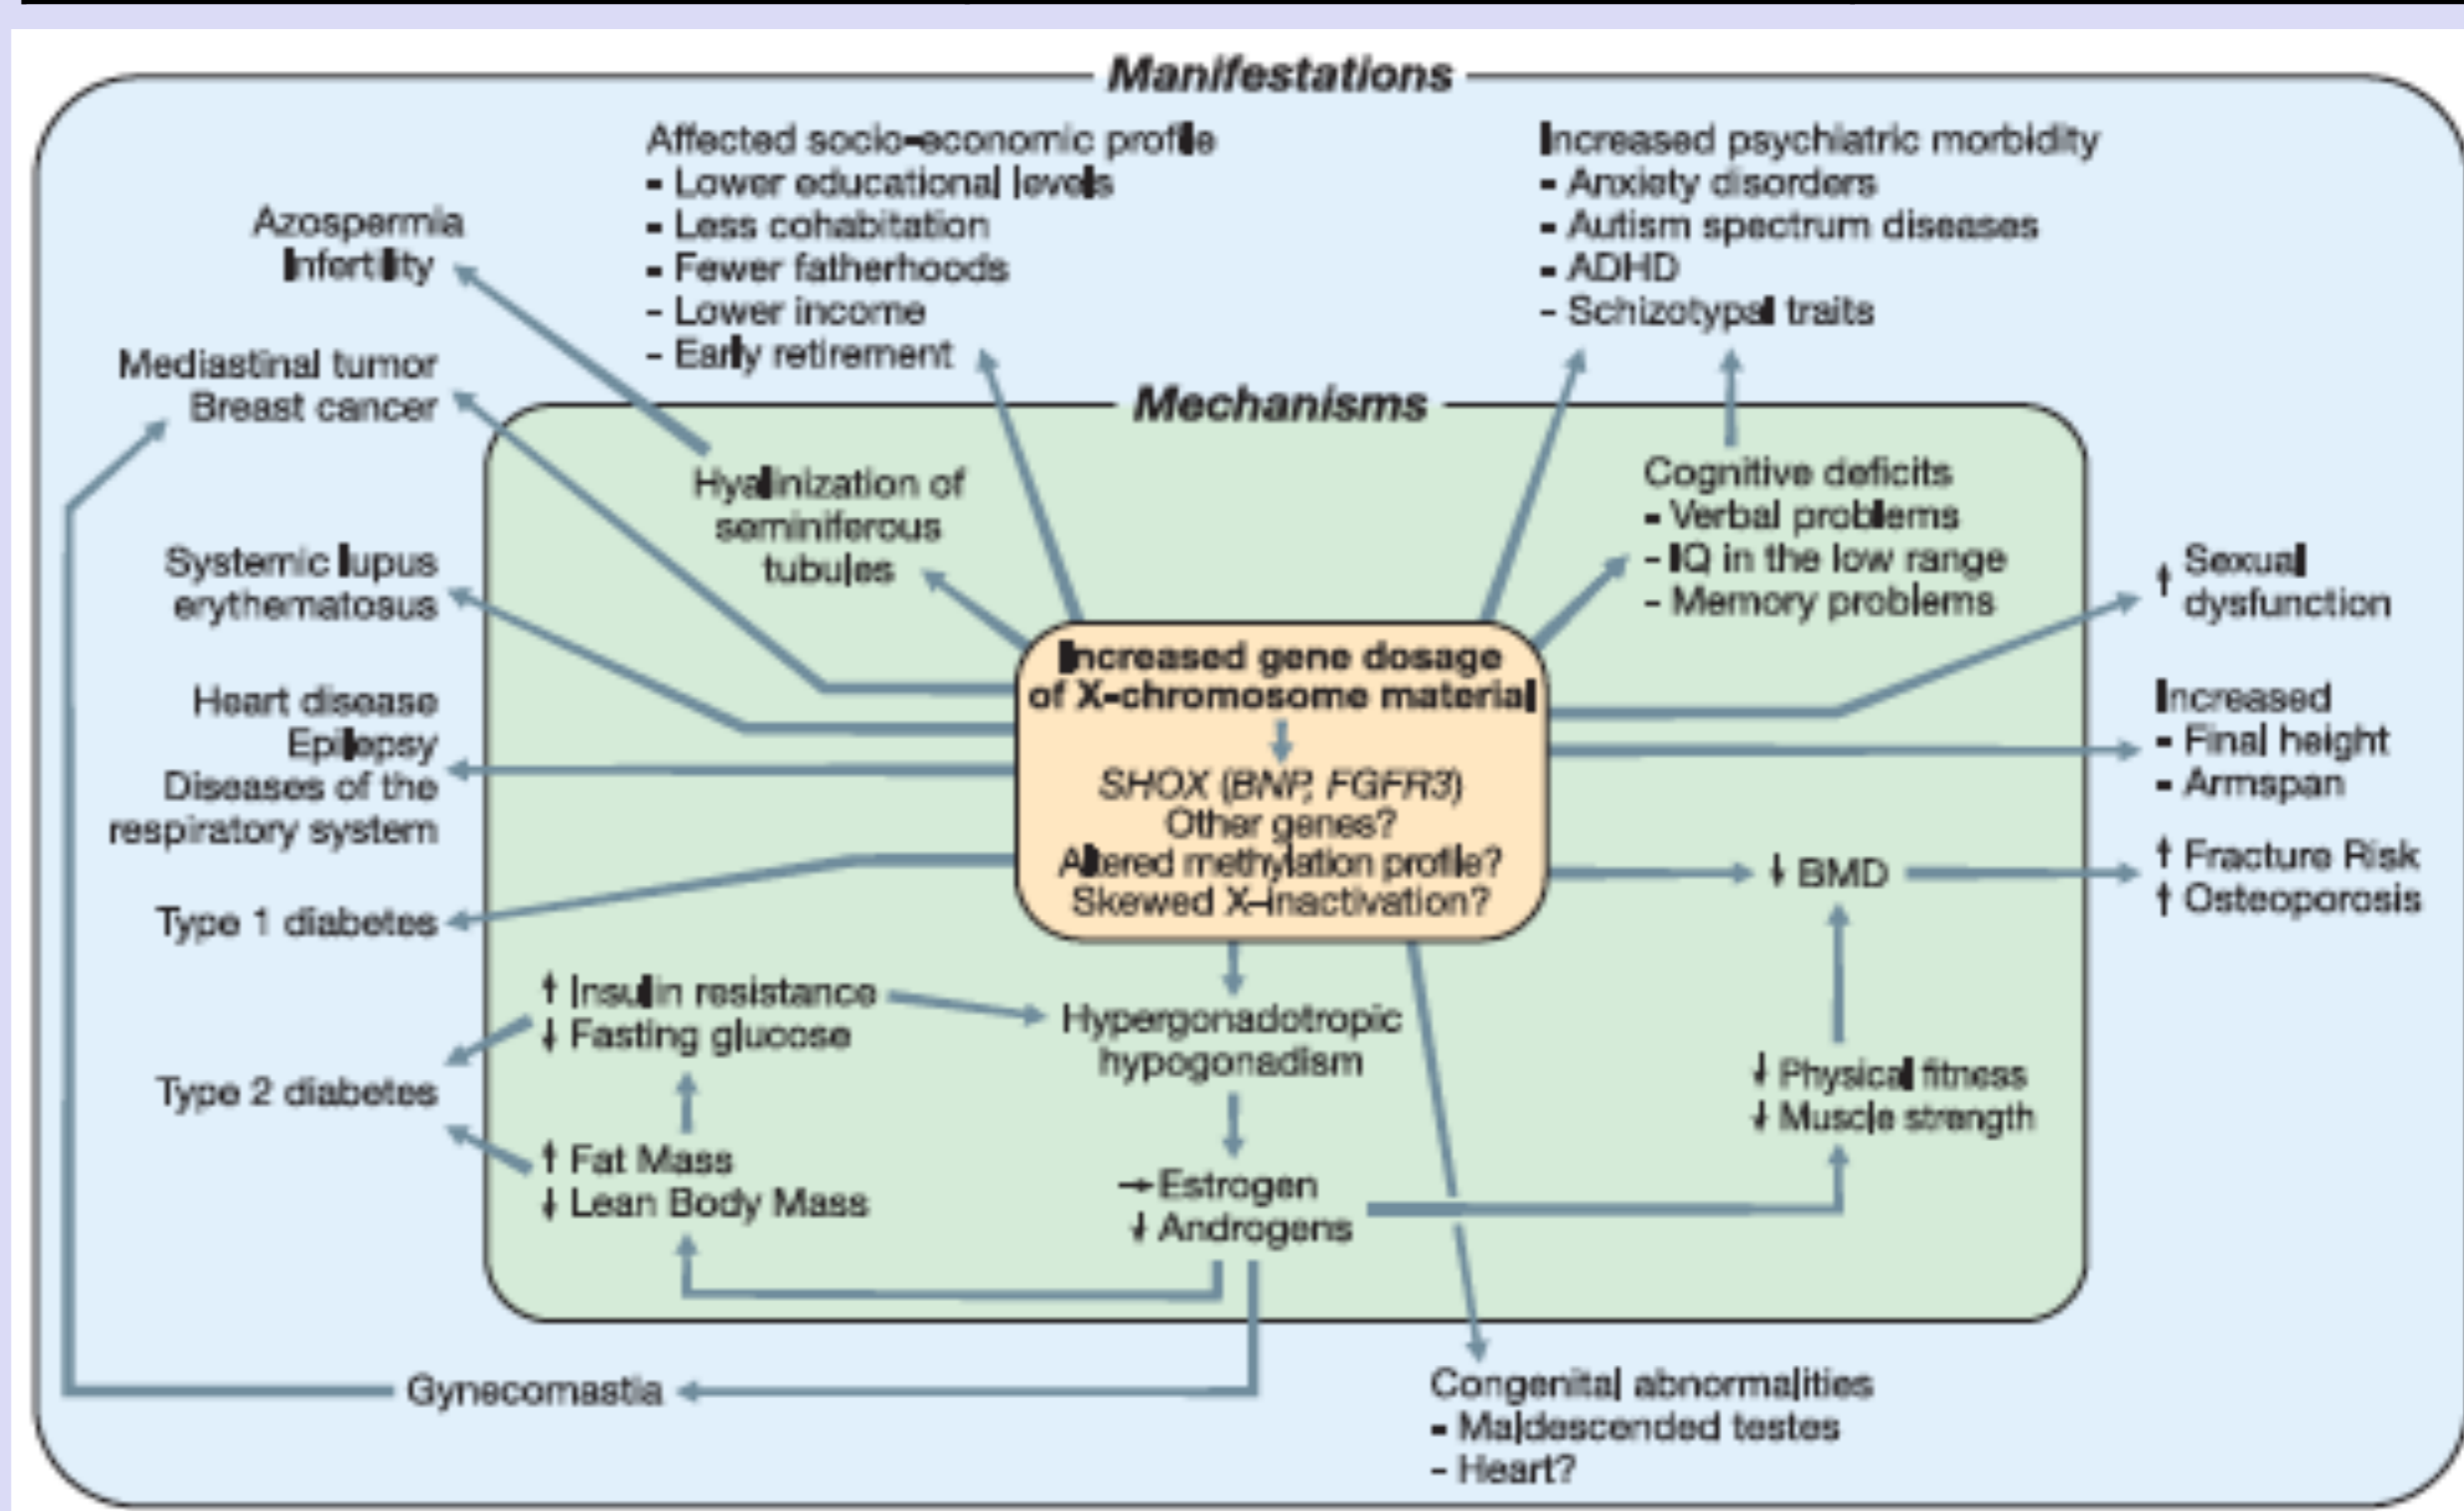 Manifestations
Affected socio-economic profile
- Lower educational levels
- Less cohabitation
- Fewer fatherhoods
- Lower income
- Early retirement
Increased psychiatric morbidity
- Anxiety disorders
- Autism spectrum diseases
- ADHD
- Schizotypal traits
Azospermia
Infertility
Mediastinal tumor
Breast cancer
Systemic lupus
erythematosus
Heart disease
Epilepsy
Diseases of the
respiratory system
Type 1 diabetes
Type 2 diabetes
Mechanisms
Hyalinization of
seminiferous
tubules
Cognitive deficits
- Verbal problems
- IQ in the low range
- Memory problems
Increased gene dosage
of X-chromosome material
SHOX (BNP, FGFR3)
Other genes?
Altered methylation profile?
Skewed X-inactivation?
↑ Sexual
dysfunction
Increased
- Final height
- Armspan
↓ BMD
↑ Fracture Risk
↑ Osteoporosis
↑ Insulin resistance
↓ Fasting glucose
Hypergonadotropic
hypogonadism
↓ Physical fitness
↓ Muscle strength
↑ Fat Mass
↓ Lean Body Mass
→ Estrogen
↓ Androgens
Gynecomastia
Congenital abnormalities
- Maldescended testes
- Heart?